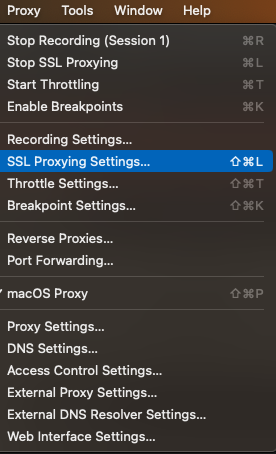 Proxy Tools Window Help
Stop Recording (Session 1) ⌘R
Stop SSL Proxying ⌘L
Start Throttling ⌘T
Enable Breakpoints ⌘K
Recording Settings...
SSL Proxying Settings... ⇧⌘L
Throttle Settings... ⇧⌘T
Breakpoint Settings... ⇧⌘K
Reverse Proxies...
Port Forwarding...
✓ macOS Proxy ⇧⌘P
Proxy Settings...
DNS Settings...
Access Control Settings...
External Proxy Settings...
External DNS Resolver Settings...
Web Interface Settings...